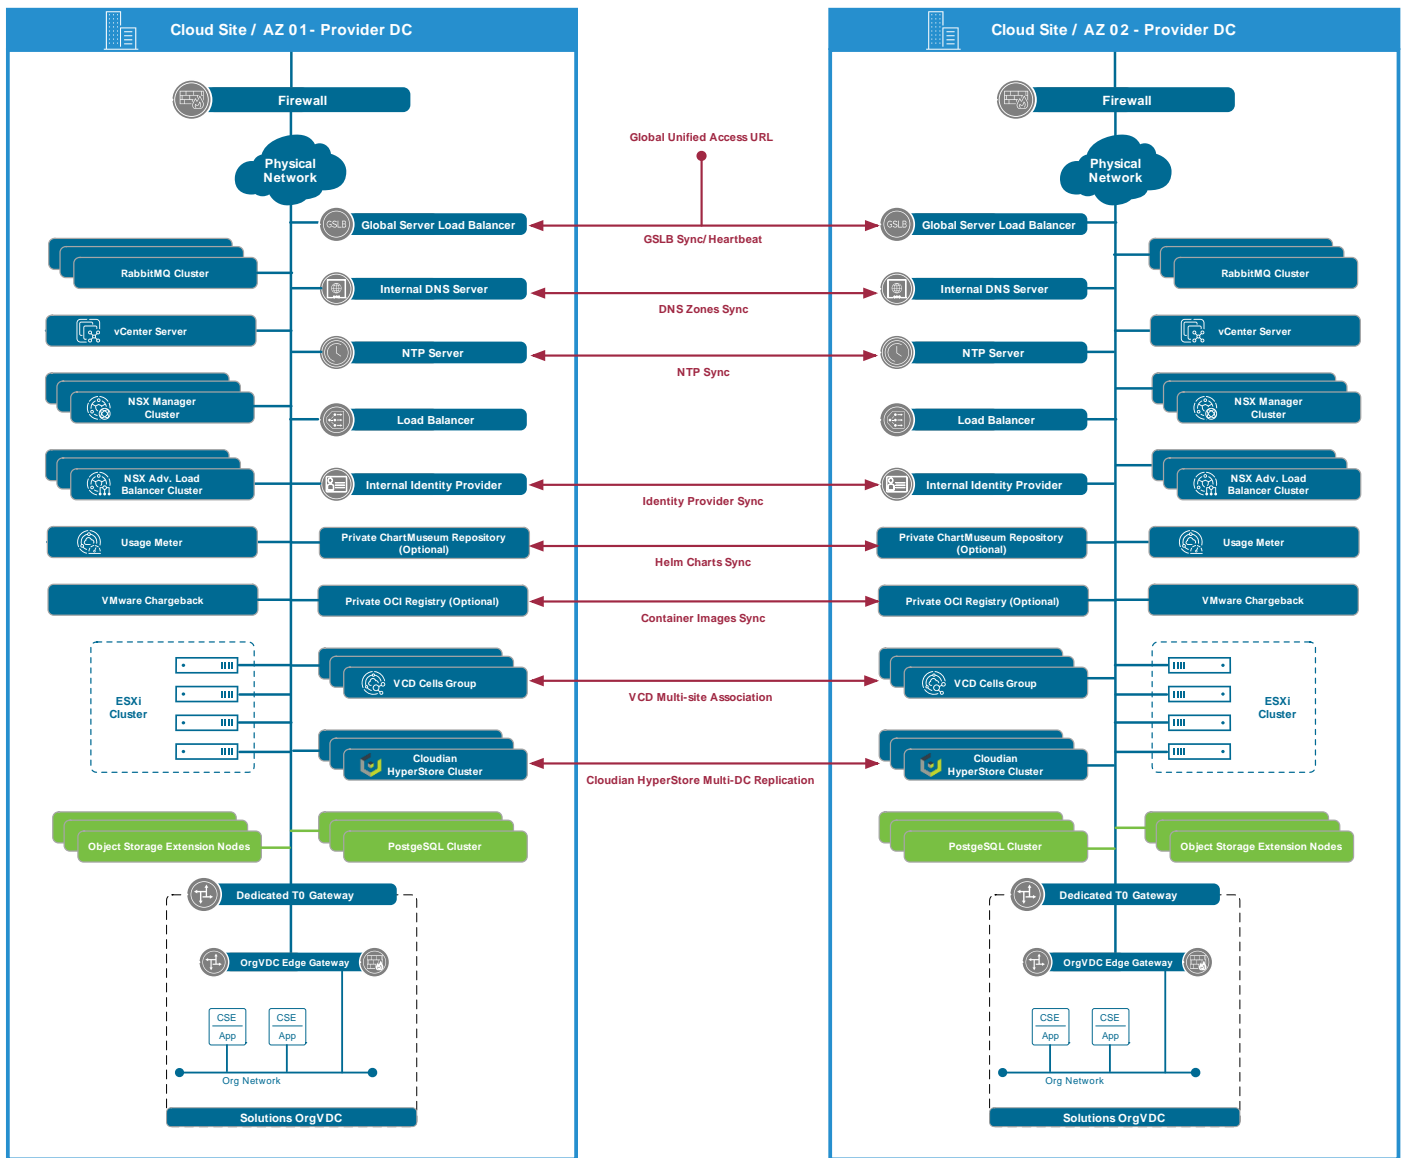 Cloud Site / AZ 01 - Provider DC
Firewall
Physical
Network
GSLB
Global Server Load Balancer
RabbitMQ Cluster
Internal DNS Server
vCenter Server
NTP Server
NSX Manager
Cluster
Load Balancer
NSX Adv. Load
Balancer Cluster
Internal Identity Provider
Usage Meter
Private ChartMuseum Repository
(Optional)
VMware Chargeback
Private OCI Registry (Optional)
ESXi
Cluster
VCD Cells Group
Cloudian
HyperStore Cluster
Object Storage Extension Nodes
PostgeSQL Cluster
Dedicated T0 Gateway
OrgVDC Edge Gateway
CSE
App
CSE
App
Org Network
Solutions OrgVDC
Global Unified Access URL
GSLB Sync/ Heartbeat
DNS Zones Sync
NTP Sync
Identity Provider Sync
Helm Charts Sync
Container Images Sync
VCD Multi-site Association
Cloudian HyperStore Multi-DC Replication
Cloud Site / AZ 02 - Provider DC
Firewall
Physical
Network
GSLB
Global Server Load Balancer
RabbitMQ Cluster
Internal DNS Server
vCenter Server
NTP Server
NSX Manager
Cluster
Load Balancer
NSX Adv. Load
Balancer Cluster
Internal Identity Provider
Private ChartMuseum Repository
(Optional)
Usage Meter
Private OCI Registry (Optional)
VMware Chargeback
VCD Cells Group
ESXi
Cluster
Cloudian
HyperStore Cluster
PostgeSQL Cluster
Object Storage Extension Nodes
Dedicated T0 Gateway
OrgVDC Edge Gateway
CSE
App
CSE
App
Org Network
Solutions OrgVDC